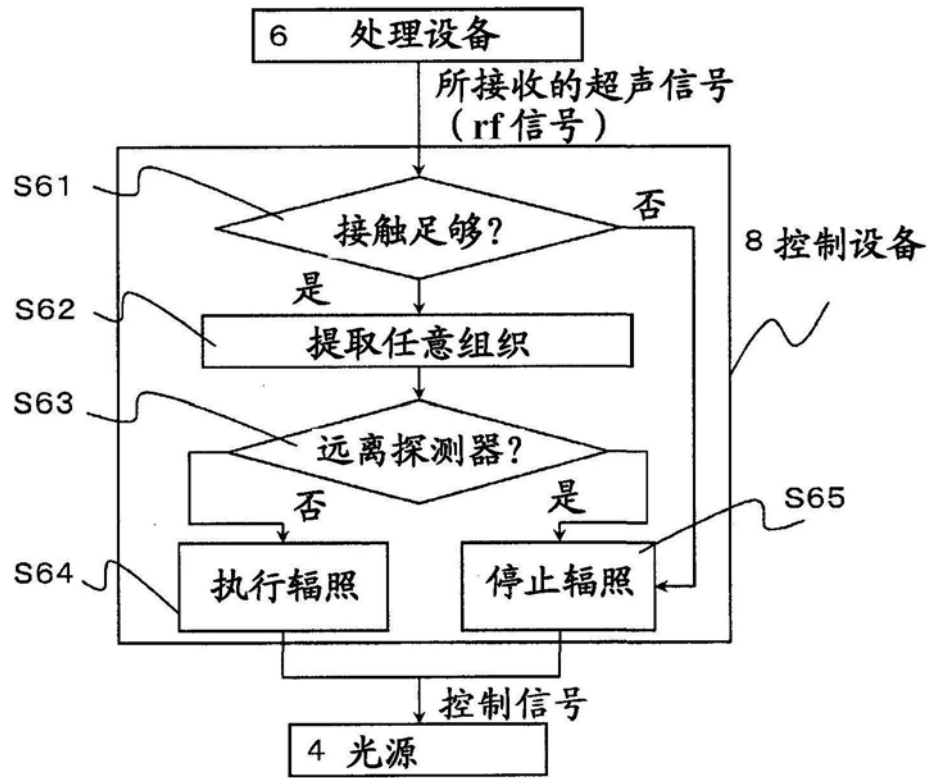 6 处理设备
所接收的超声信号
(rf 信号)
S61
接触足够?
否
8 控制设备
是
S62
提取任意组织
S63
远离探测器?
否
是
S65
S64
执行辐照
停止辐照
控制信号
4 光源